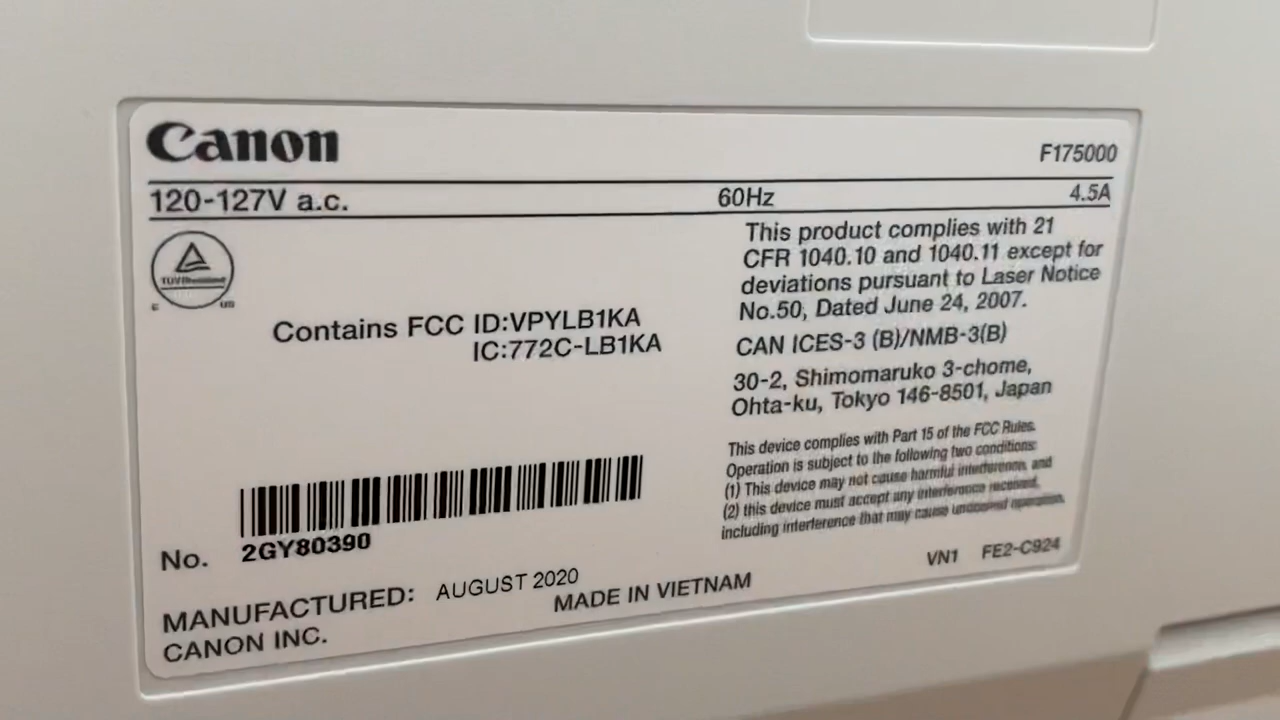 Canon
F175000
120-127V a.c. 60Hz 4.5A
TÜVRheinland
C US
Contains FCC ID:VPYLB1KA
IC:772C-LB1KA
This product complies with 21
CFR 1040.10 and 1040.11 except for
deviations pursuant to Laser Notice
No.50, Dated June 24, 2007.
CAN ICES-3 (B)/NMB-3(B)
30-2, Shimomaruko 3-chome,
Ohta-ku, Tokyo 146-8501, Japan
This device complies with Part 15 of the FCC Rules.
Operation is subject to the following two conditions:
(1) This device may not cause harmful interference, and
(2) this device must accept any interference received,
including interference that may cause undesired operation.
No. 2GY80390
VN1 FE2-C924
MANUFACTURED: AUGUST 2020
CANON INC. MADE IN VIETNAM